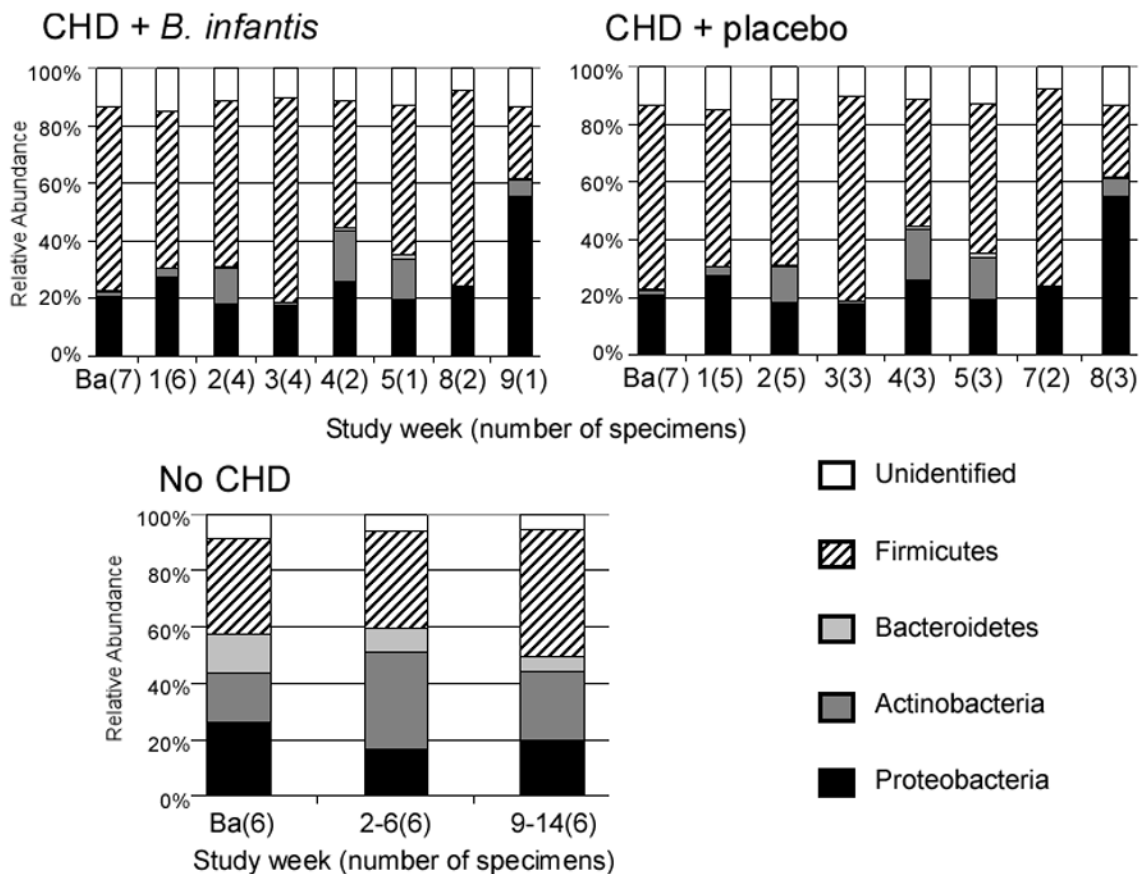 CHD + B. infantis
100%
80%
60%
40%
20%
0%
Relative Abundance
Ba(7) 1(6) 2(4) 3(4) 4(2) 5(1) 8(2) 9(1)
CHD + placebo
100%
80%
60%
40%
20%
0%
Ba(7) 1(5) 2(5) 3(3) 4(3) 5(3) 7(2) 8(3)
Study week (number of specimens)
No CHD
100%
80%
60%
40%
20%
0%
Relative Abundance
Ba(6) 2-6(6) 9-14(6)
Study week (number of specimens)
Unidentified
Firmicutes
Bacteroidetes
Actinobacteria
Proteobacteria